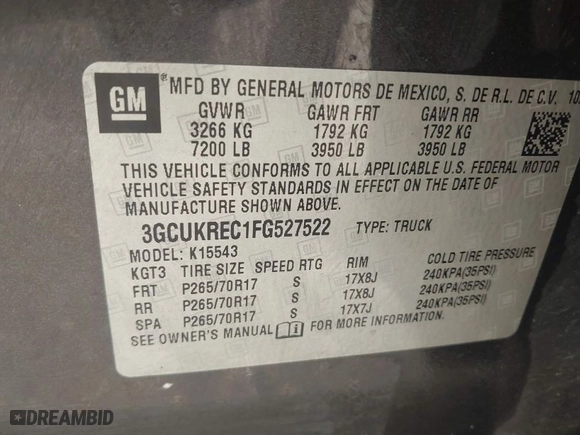 GM
MFD BY GENERAL MOTORS DE MEXICO, S. DE R.L. DE C.V. 10
GVWR GAWR FRT GAWR RR
3266 KG 1792 KG 1792 KG
7200 LB 3950 LB 3950 LB
THIS VEHICLE CONFORMS TO ALL APPLICABLE U.S. FEDERAL MOTOR
VEHICLE SAFETY STANDARDS IN EFFECT ON THE DATE OF
MANUFACTURE SHOWN ABOVE.
3GCUKREC1FG527522 TYPE: TRUCK
MODEL: K15543
KGT3 TIRE SIZE SPEED RTG RIM COLD TIRE PRESSURE
FRT P265/70R17 S 17X8J 240KPA(35PSI)
RR P265/70R17 S 17X8J 240KPA(35PSI)
SPA P265/70R17 S 17X7J 240KPA(35PSI)
SEE OWNER'S MANUAL FOR MORE INFORMATION.
DREAMBID